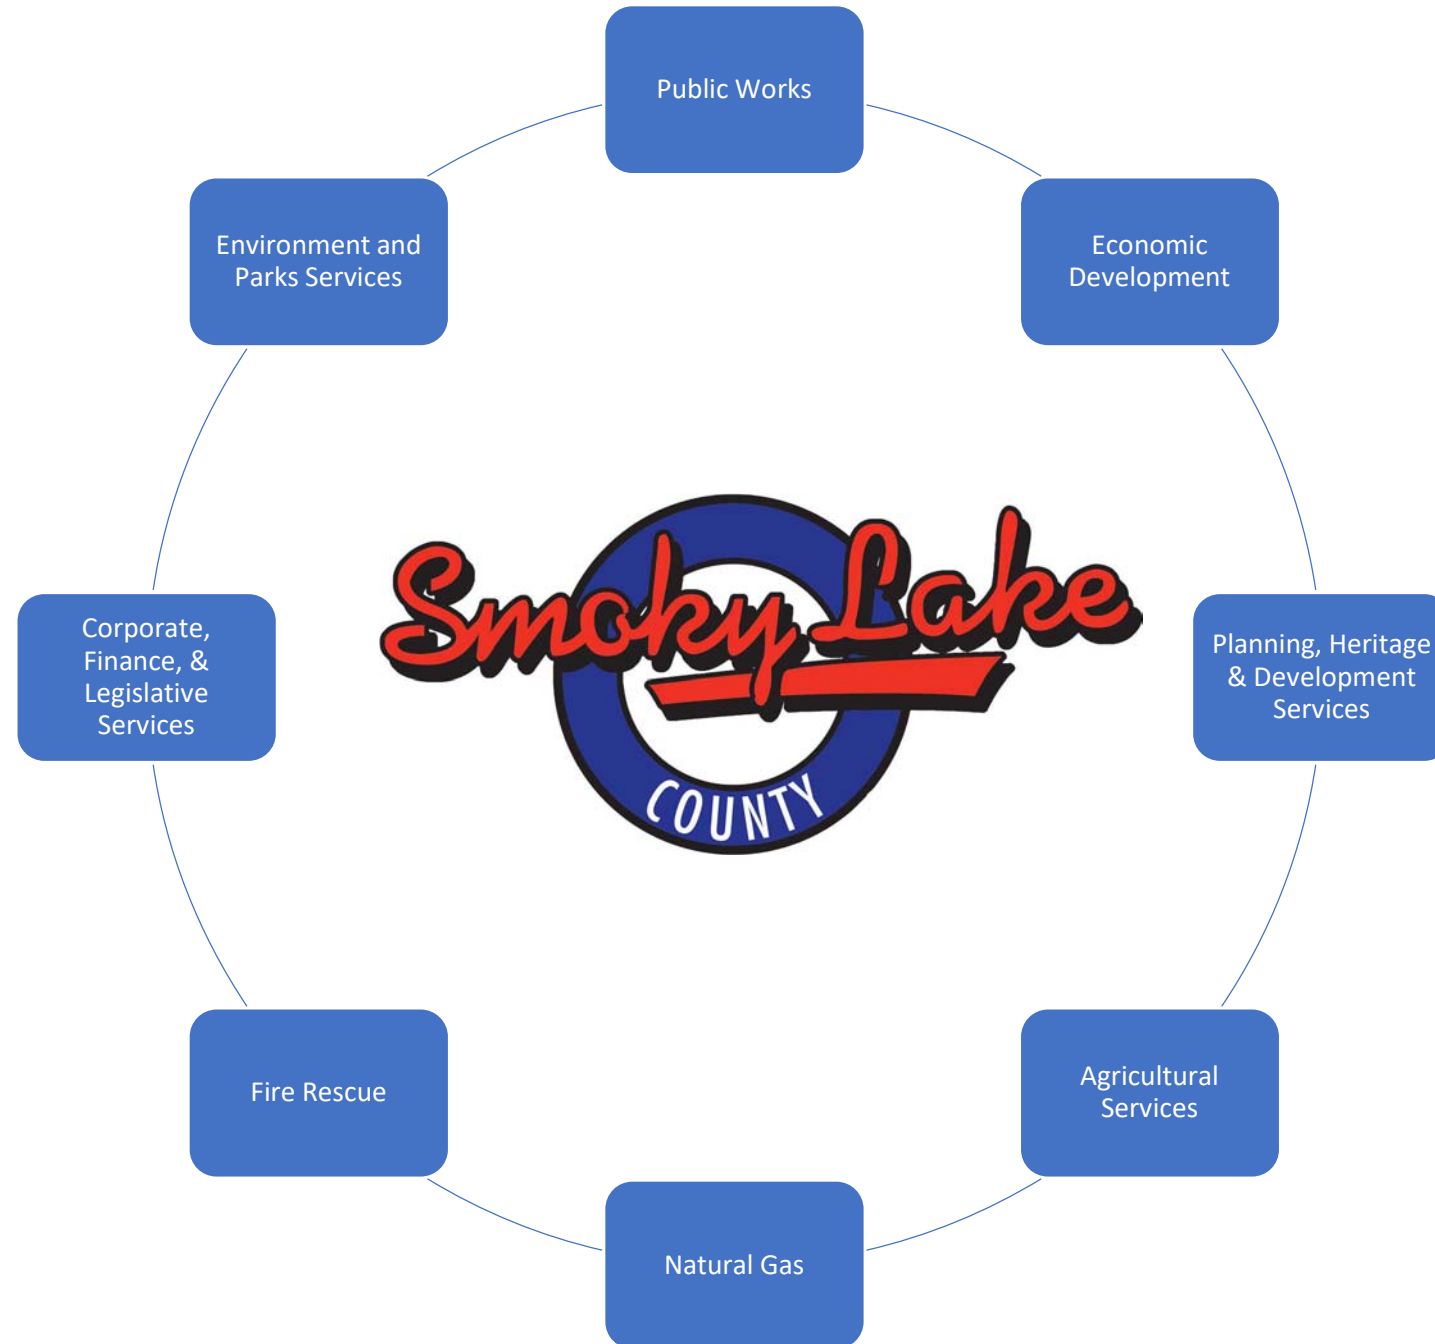 Public Works
Environment and
Parks Services
Economic
Development
Smoky Lake
COUNTY
Corporate,
Finance, &
Legislative
Services
Planning, Heritage
& Development
Services
Fire Rescue
Agricultural
Services
Natural Gas